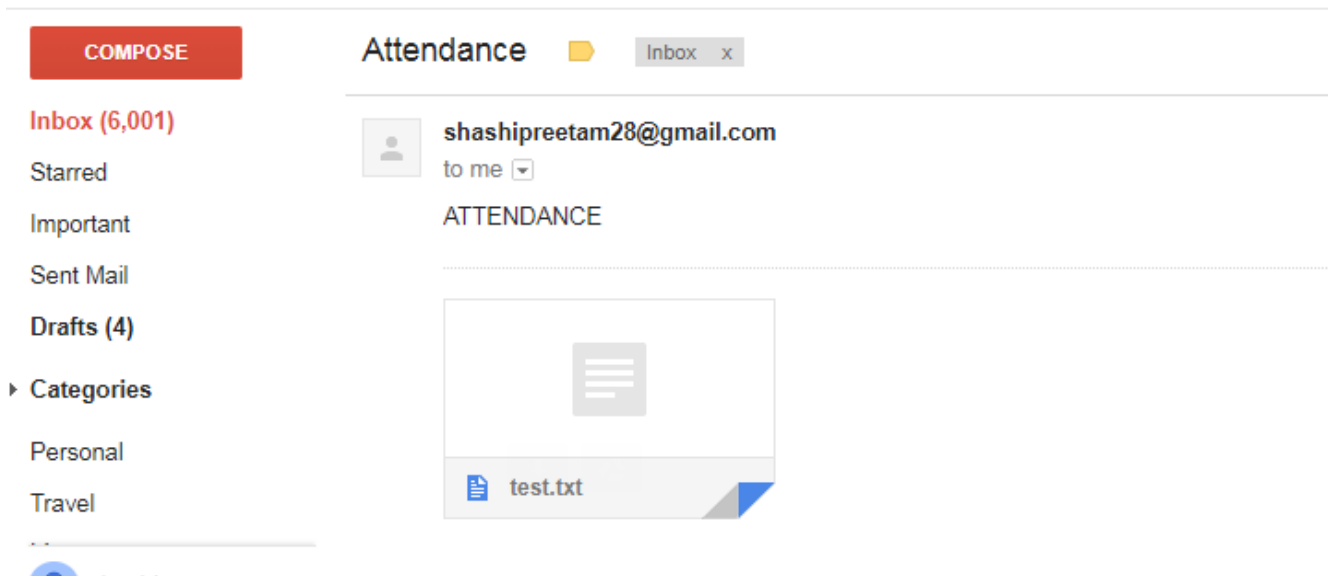 COMPOSE
Inbox (6,001)
Starred
Important
Sent Mail
Drafts (4)
Categories
Personal
Travel
Attendance
Inbox x
shashipreetam28@gmail.com
to me
ATTENDANCE
test.txt